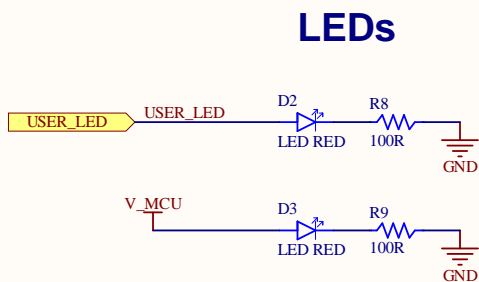 LEDs
D2
R8
USER_LED
USER_LED
LED RED
100R
GND
D3
R9
V_MCU
LED RED
100R
GND